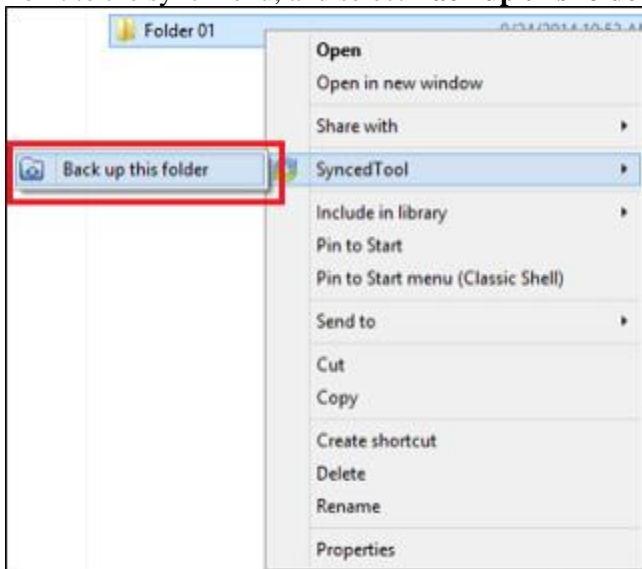 Folder 01
Open
Open in new window
Share with
Back up this folder
SyncedTool
Include in library
Pin to Start
Pin to Start menu (Classic Shell)
Send to
Cut
Copy
Create shortcut
Delete
Rename
Properties